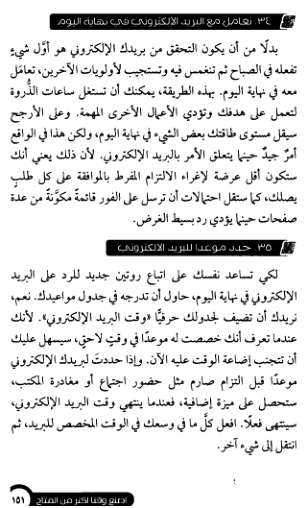 ٣٤. تعامل مع البريد الالكتروني في نهاية اليوم
بدلًا من أن يكون التحقق من بريدك الإلكتروني هو أوَّل شيءٍ
تفعله في الصباح ثم تنغمس فيه وتستجيب لأولويات الآخرين، تعامَل
معه في نهاية اليوم. بهذه الطريقة، يمكنك أن تستغل ساعات الذُّروة
لتعمل على هدفك وتؤدي الأعمال الأخرى المهمة. وعلى الأرجح
سيقل مستوى طاقتك بعض الشيء في نهاية اليوم، ولكن هذا في الواقع
أمرٌ جيدٌ حينما يتعلق الأمر بالبريد الإلكتروني. لأن ذلك يعني أنك
ستكون أقل عرضة لإغراء الالتزام المفرط بالموافقة على كل طلبٍ
يصلك، كما ستقل احتمالات أن ترسل على الفور قائمةً مكوَّنةً من عدة
صفحات حينما يؤدي رد بسيط الغرض.
٣٥. حدد موعدا للبريد الالكتروني
لكي تساعد نفسك على اتباع روتين جديد للرد على البريد
الإلكتروني في نهاية اليوم، حاول أن تدرجه في جدول مواعيدك. نعم،
نريدك أن تضيف لجدولك حرفيًّا «وقت البريد الإلكتروني». لأنك
عندما تعرف أنك خصصت له موعدًا في وقتٍ لاحقٍ، سيسهل عليك
أن تتجنب إضاعة الوقت عليه الآن. وإذا حددتَ لبريدك الإلكتروني
موعدًا قبل التزام صارم مثل حضور اجتماع أو مغادرة المكتب،
ستحصل على ميزة إضافية، فعندما ينتهي وقت البريد الإلكتروني،
سينتهى فعلًا. افعل كلَّ ما في وسعك في الوقت المخصص للبريد، ثم
انتقل إلى شيء آخر.
١٥١ اصنع وقتا اكثر من المتاح